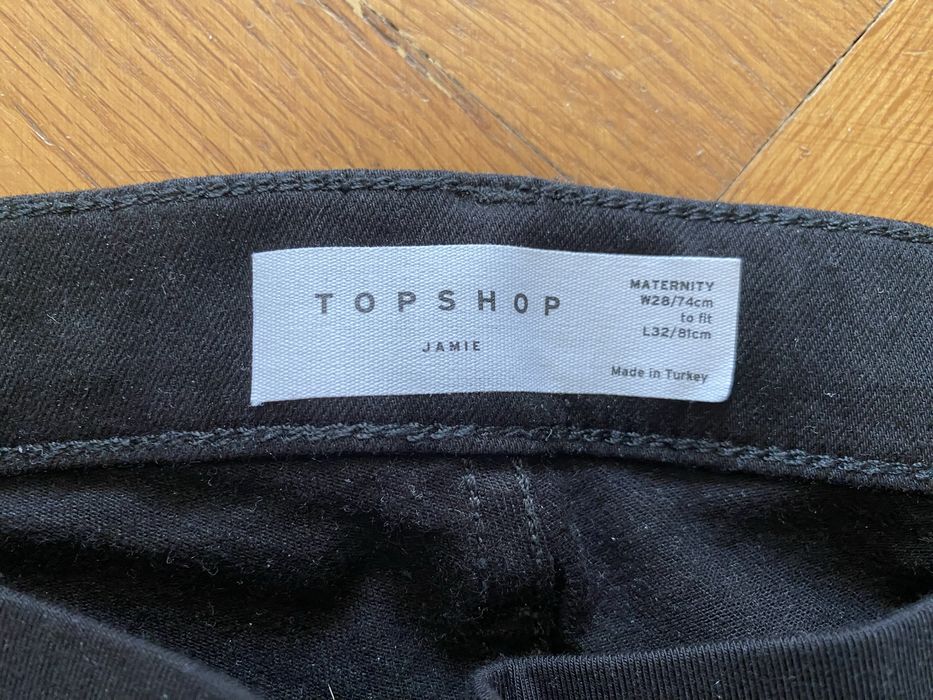 TOPSHOP
JAMIE
MATERNITY
W28/74cm
to fit
L32/81cm
Made in Turkey